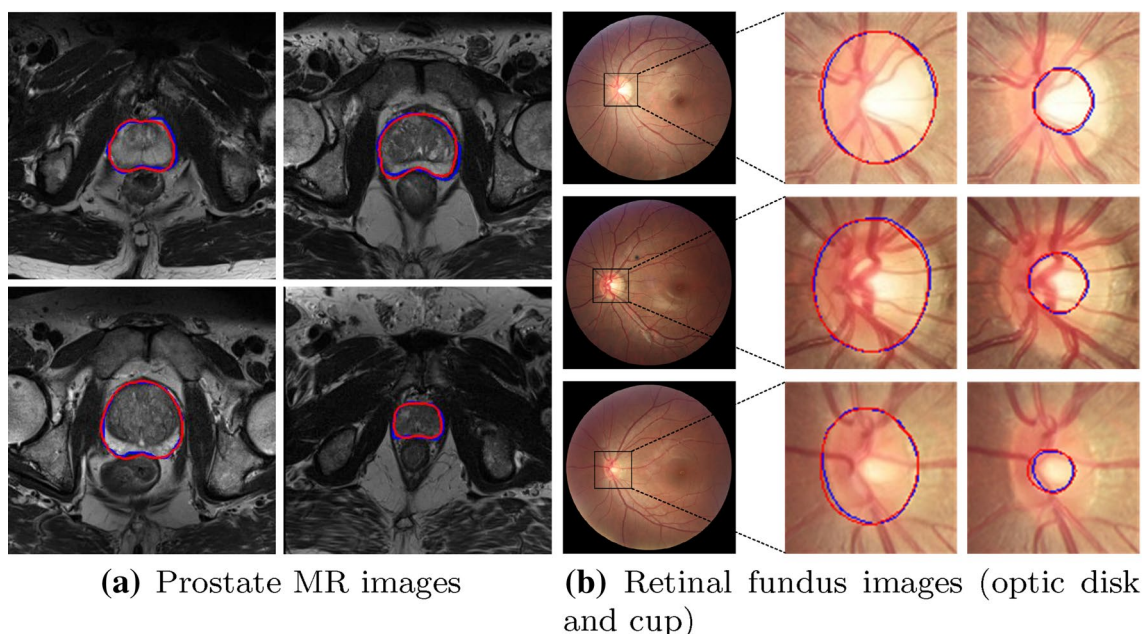 (a) Prostate MR images
(b) Retinal fundus images (optic disk
and cup)